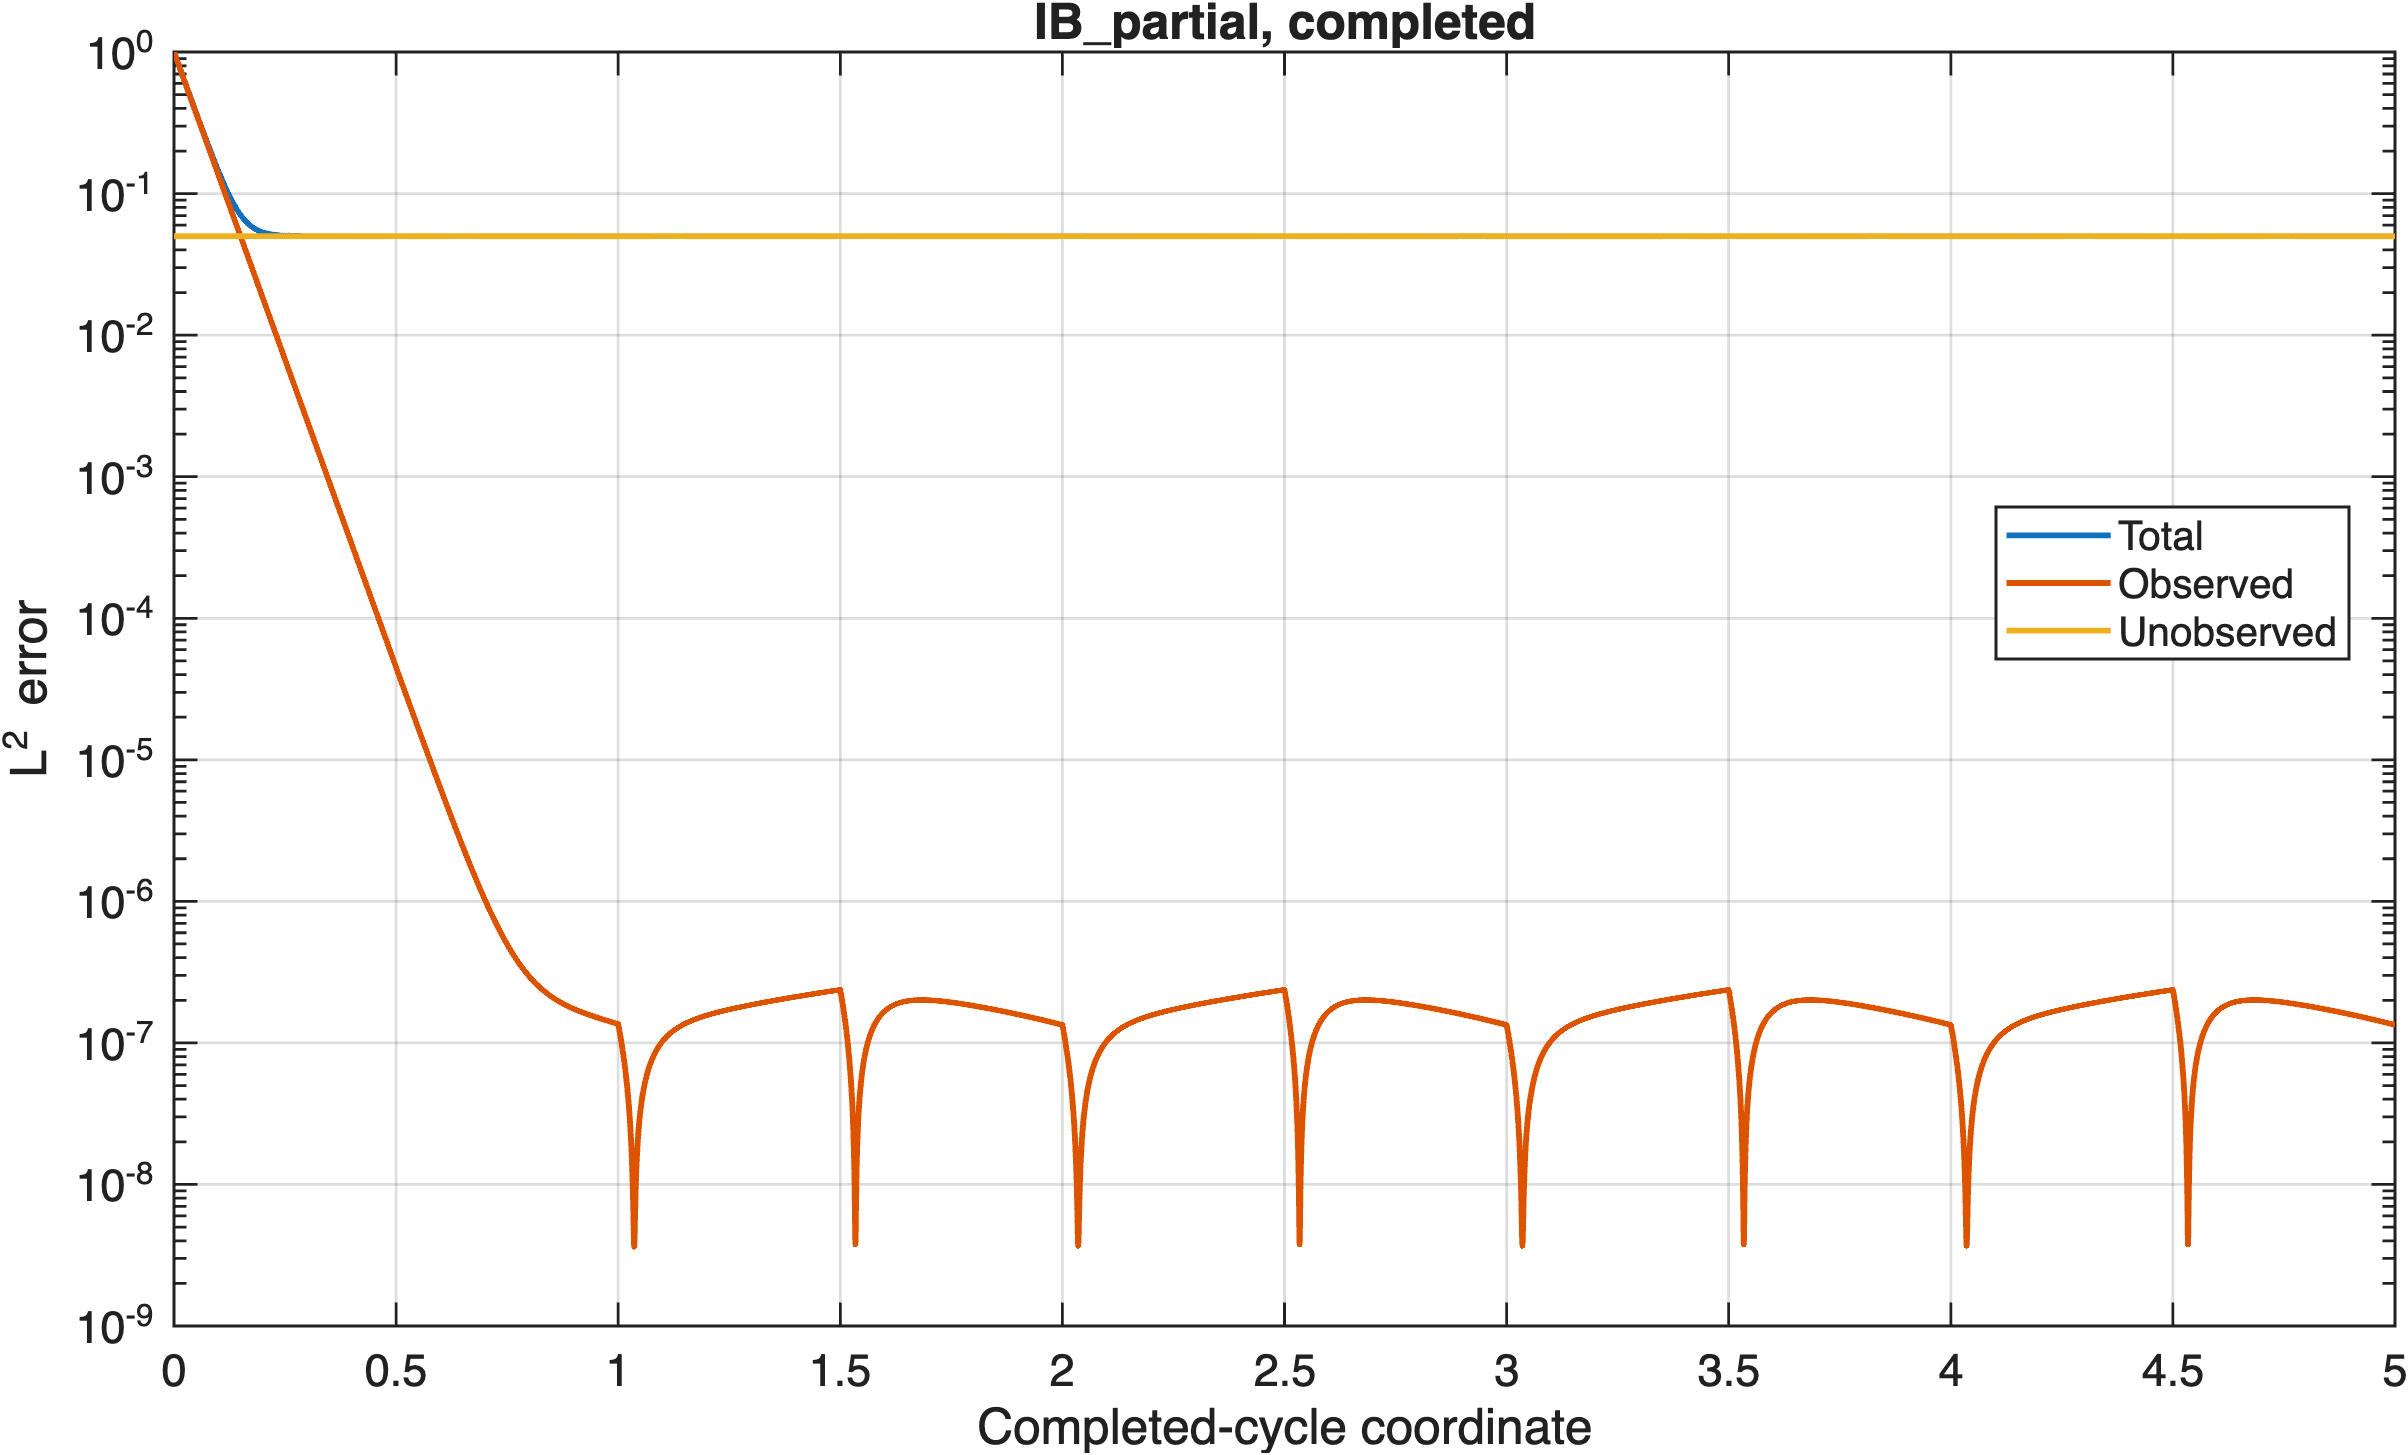 IB_partial, completed
10^0
10^-1
10^-2
10^-3
10^-4
10^-5
10^-6
10^-7
10^-8
10^-9
L^2 error
Total
Observed
Unobserved
0 0.5 1 1.5 2 2.5 3 3.5 4 4.5 5
Completed-cycle coordinate